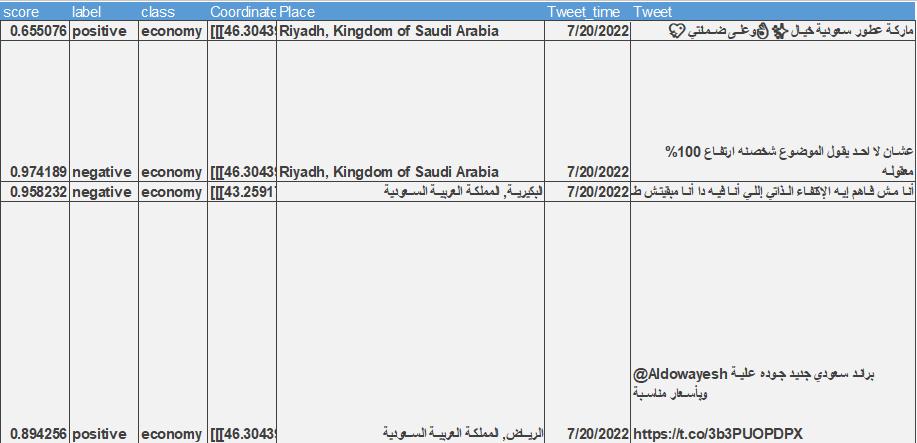 score label class Coordinate Place Tweet_time Tweet
0.655076 positive economy [[[46.3043 Riyadh, Kingdom of Saudi Arabia 7/20/2022 ماركة عطور سعودية خيال ✨👌وعلى ضمانتي 💞
عشان لا احد يقول الموضوع شخصنه ارتفاع 100%
0.974189 negative economy [[[46.3043 Riyadh, Kingdom of Saudi Arabia 7/20/2022 معقوله
0.958232 negative economy [[[43.2591 البكيرية, المملكة العربية السعودية 7/20/2022 أنا مش فاهم إيه الإكتفاء الذاتي إللي أنا فيه دا أنا مبقيتش ط
@Aldowayesh براند سعودي جديد جوده علية
وبأسعار مناسبة
0.894256 positive economy [[[46.3043 الرياض, المملكة العربية السعودية 7/20/2022 https://t.co/3b3PUOPDPX